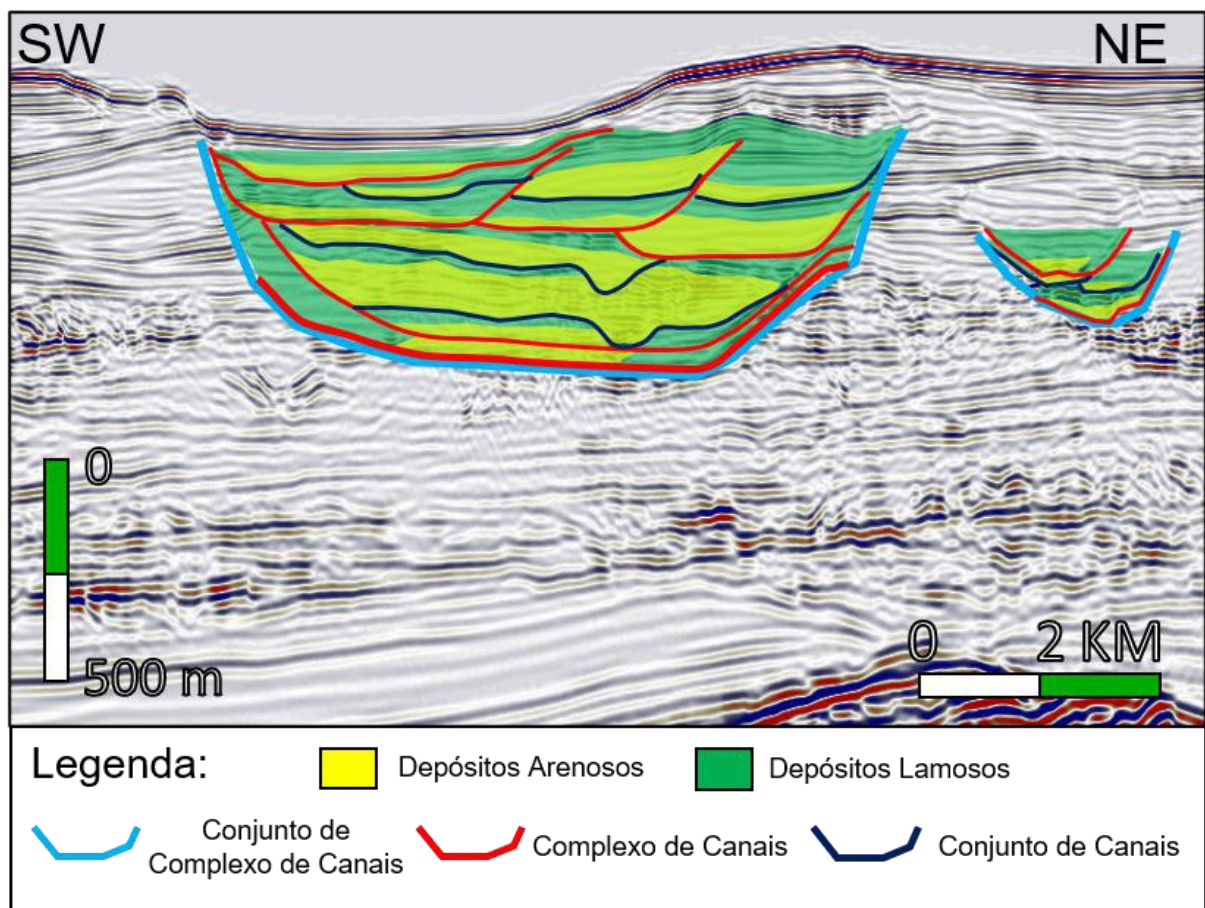 SW
NE
0
500 m
0
2 KM
Legenda:
Depósitos Arenosos
Depósitos Lamosos
Conjunto de
Complexo de Canais
Complexo de Canais
Conjunto de Canais